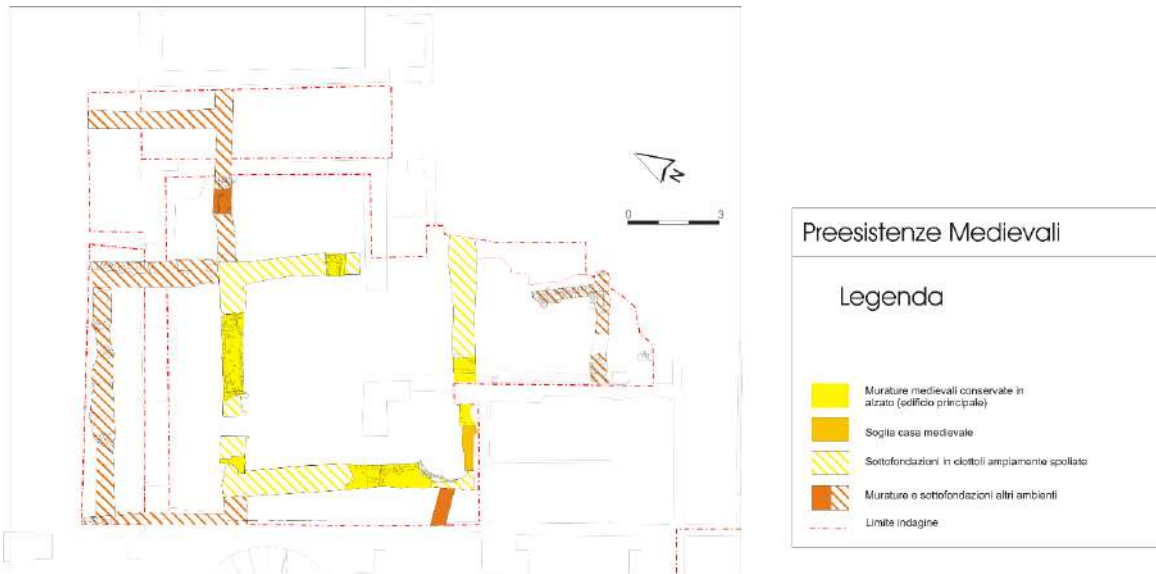 N
0 3
Preesistenze Medievali
Legenda
Murature medievali conservate in
alzato (edificio principale)
Soglia casa medievale
Sottofondazioni in ciottoli ampiamente spoliate
Murature e sottofondazioni altri ambienti
Limite indagine